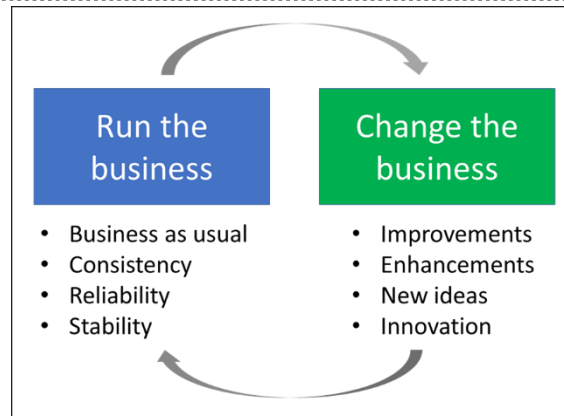 Run the
business
• Business as usual
• Consistency
• Reliability
• Stability
Change the
business
• Improvements
• Enhancements
• New ideas
• Innovation